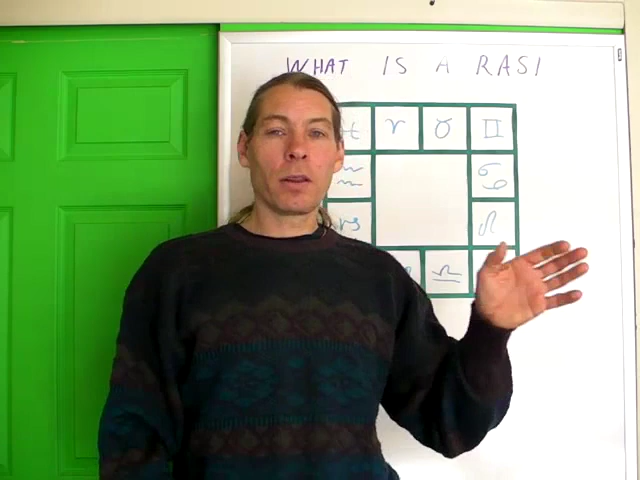 WHAT IS A RASI
♓ ♈ ♉ ♊
♒ ♋
♑ ♌
♎